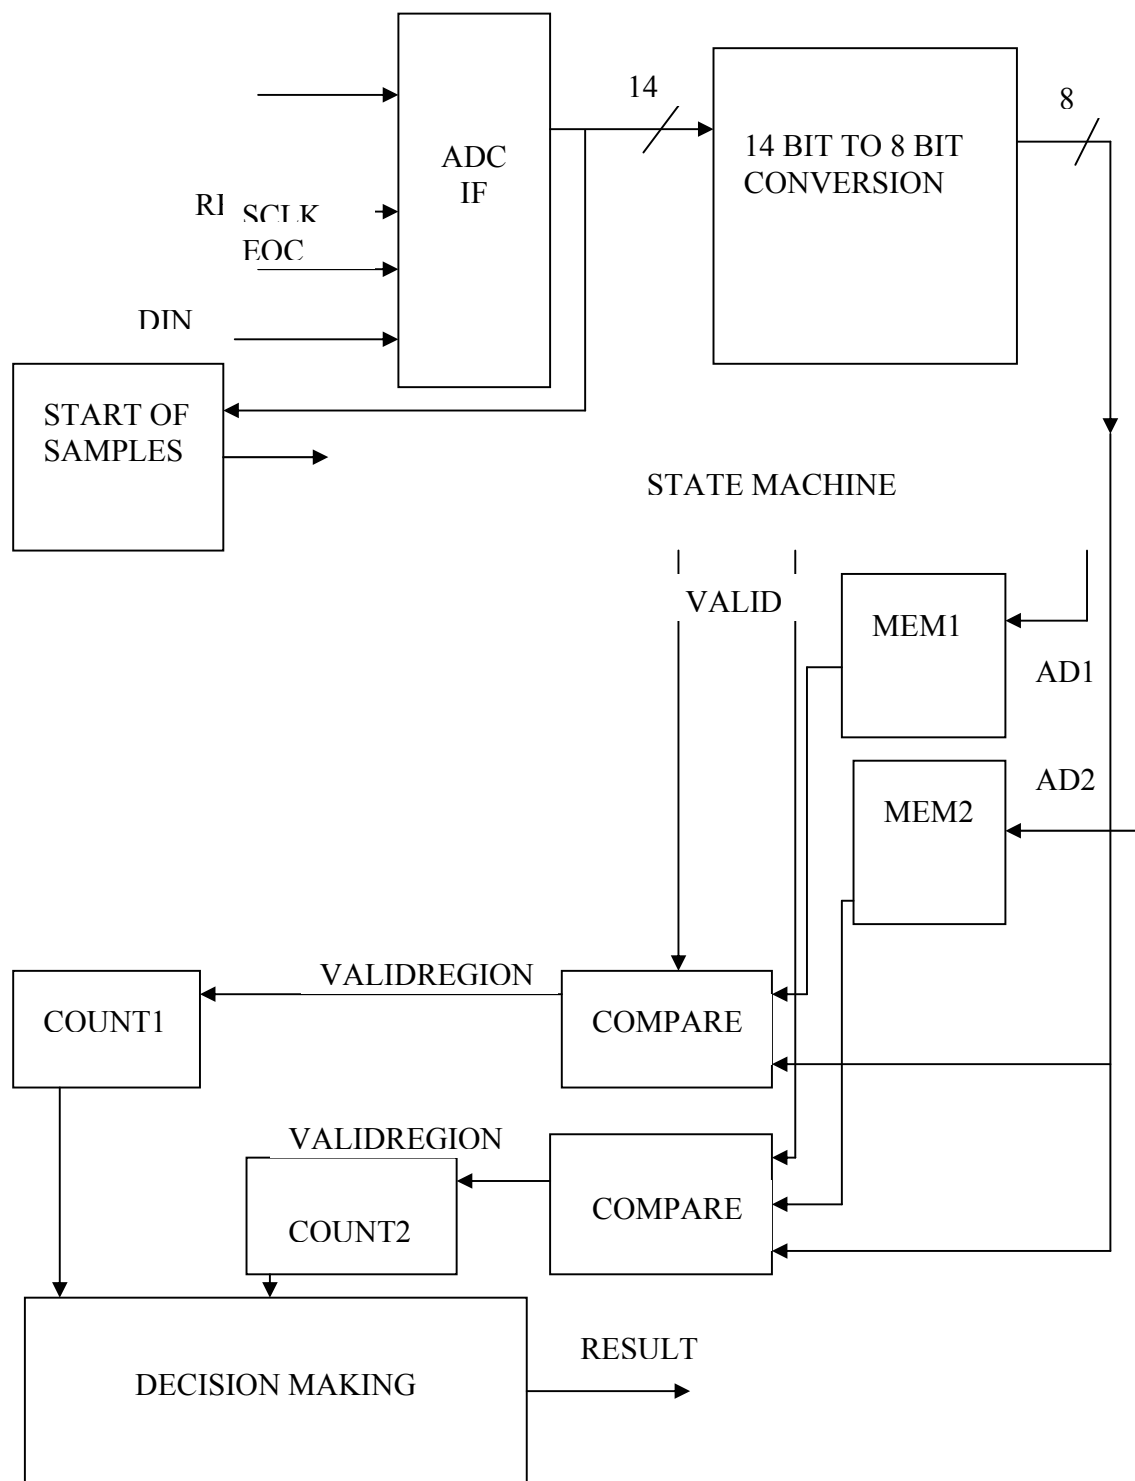 14
8
ADC
IF
14 BIT TO 8 BIT
CONVERSION
SCLK
EOC
DIN
START OF
SAMPLES
STATE MACHINE
VALID
MEM1
AD1
AD2
MEM2
VALIDREGION
COUNT1
COMPARE
VALIDREGION
COMPARE
COUNT2
RESULT
DECISION MAKING